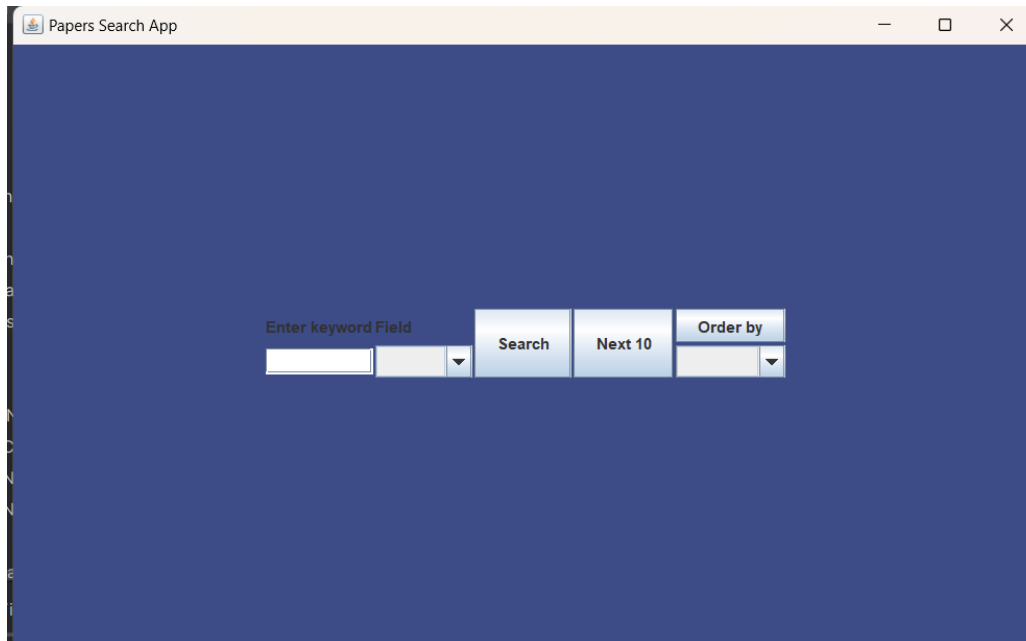 Papers Search App
Enter keyword Field
Search
Next 10
Order by